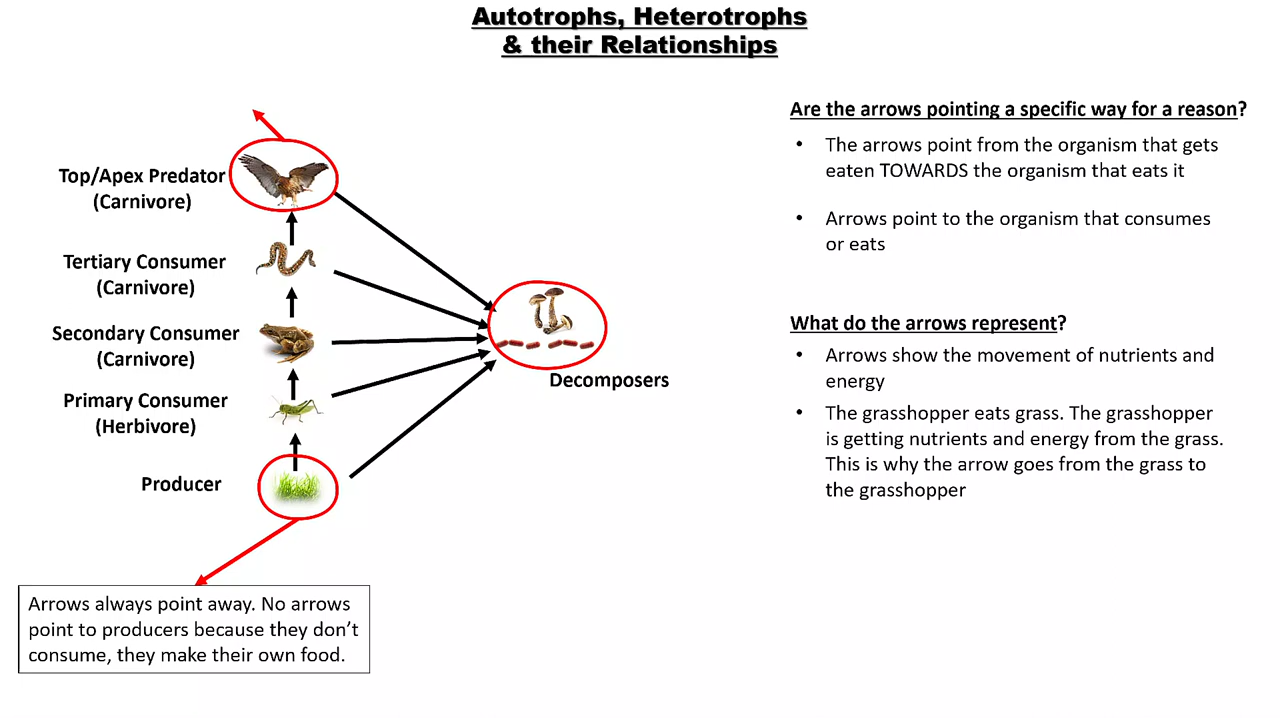 Autotrophs, Heterotrophs
& their Relationships
Top/Apex Predator
(Carnivore)
Tertiary Consumer
(Carnivore)
Secondary Consumer
(Carnivore)
Primary Consumer
(Herbivore)
Producer
Decomposers
Arrows always point away. No arrows
point to producers because they don’t
consume, they make their own food.
Are the arrows pointing a specific way for a reason?
• The arrows point from the organism that gets
eaten TOWARDS the organism that eats it
• Arrows point to the organism that consumes
or eats
What do the arrows represent?
• Arrows show the movement of nutrients and
energy
• The grasshopper eats grass. The grasshopper
is getting nutrients and energy from the grass.
This is why the arrow goes from the grass to
the grasshopper